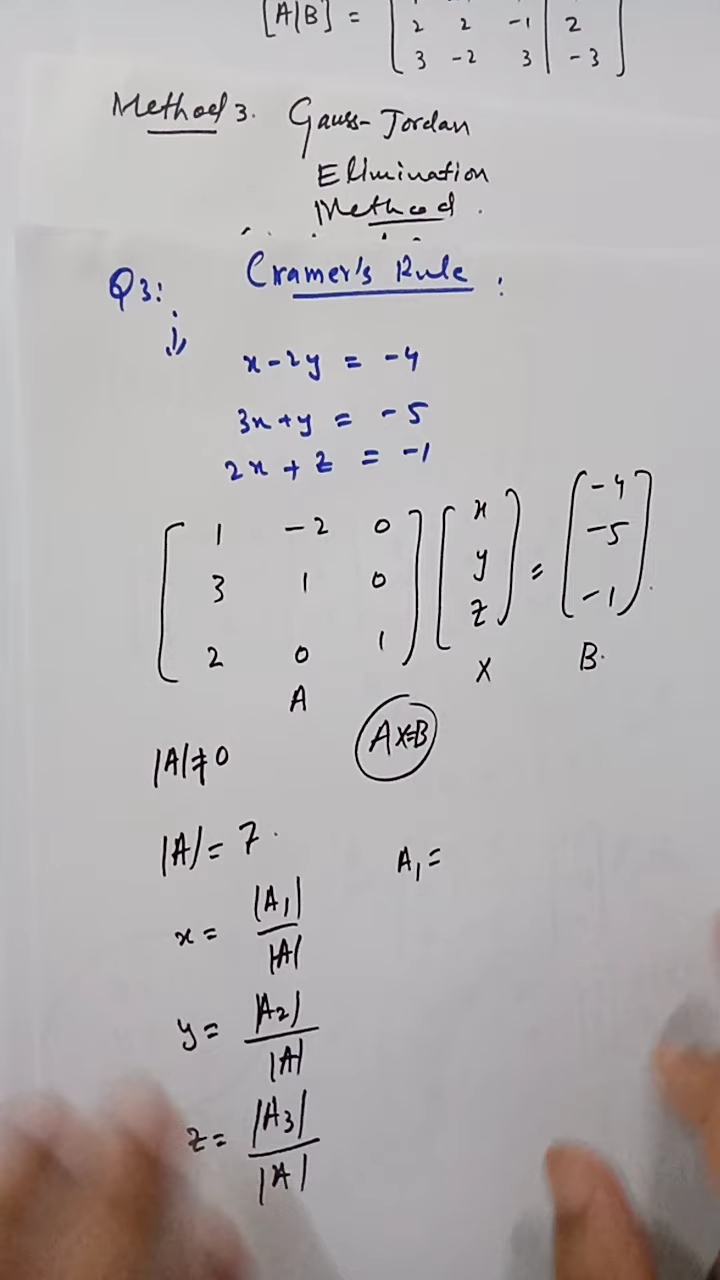 [A|B] = [ 2 2 -1 | 2
3 -2 3 | -3 ]
Method 3. Gauss-Jordan
Elimination
Method.
Q3: Cramer's Rule :
x - 2y = -4
3x + y = -5
2x + z = -1
[ 1 -2 0 ] [ x ] = [ -4 ]
[ 3 1 0 ] [ y ] [ -5 ]
[ 2 0 1 ] [ z ] [ -1 ]
A X B.
|A| ≠ 0 AX=B
|A| = 7. A₁ =
x = |A₁| / |A|
y = |A₂| / |A|
z = |A₃| / |A|